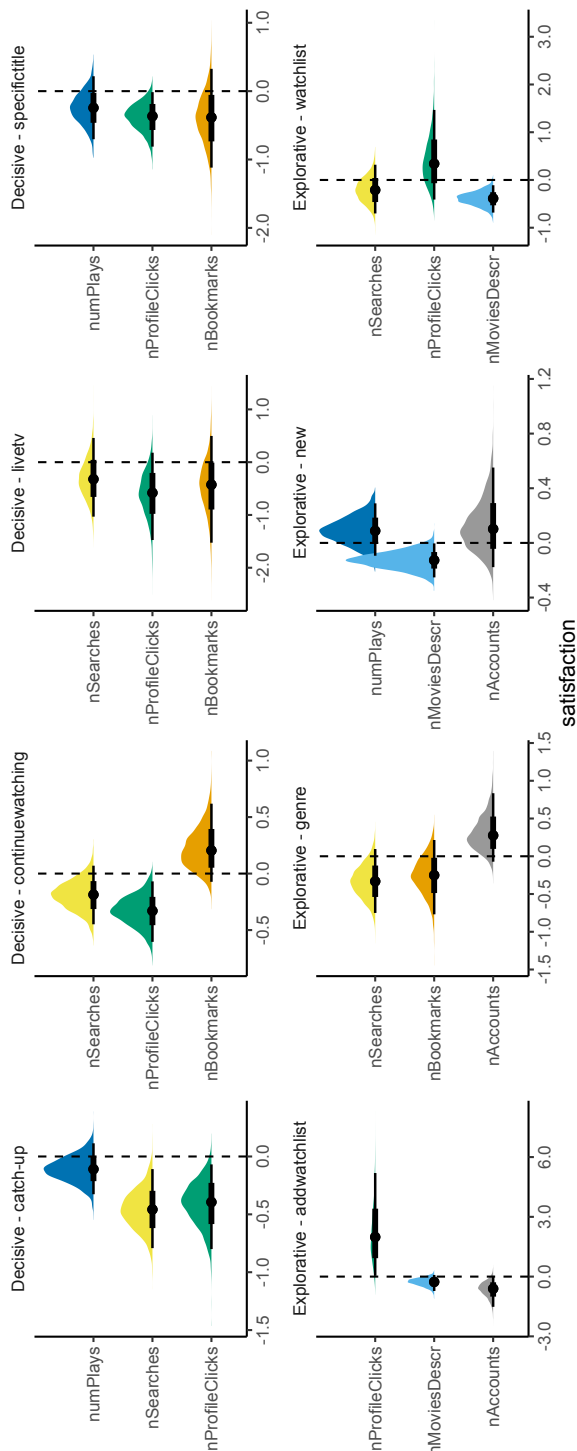 Decisive - catch-up
numPlays
nSearches
nProfileClicks
-1.5 -1.0 -0.5 0.0
Decisive - continuewatching
nSearches
nProfileClicks
nBookmarks
-0.5 0.0 0.5
Decisive - livetv
nSearches
nProfileClicks
nBookmarks
-2.0 -1.0 0.0 1.0
Decisive - specifictitle
numPlays
nProfileClicks
nBookmarks
-2.0 -1.0 0.0 1.0
Explorative - addwatchlist
nProfileClicks
nMoviesDescr
nAccounts
-3.0 0.0 3.0 6.0
Explorative - genre
nSearches
nBookmarks
nAccounts
-1.5 -1.0 -0.5 0.0 0.5 1.0 1.5
Explorative - new
numPlays
nMoviesDescr
nAccounts
-0.4 0.0 0.4 0.8 1.2
Explorative - watchlist
nSearches
nProfileClicks
nMoviesDescr
-1.0 0.0 1.0 3.0
satisfaction